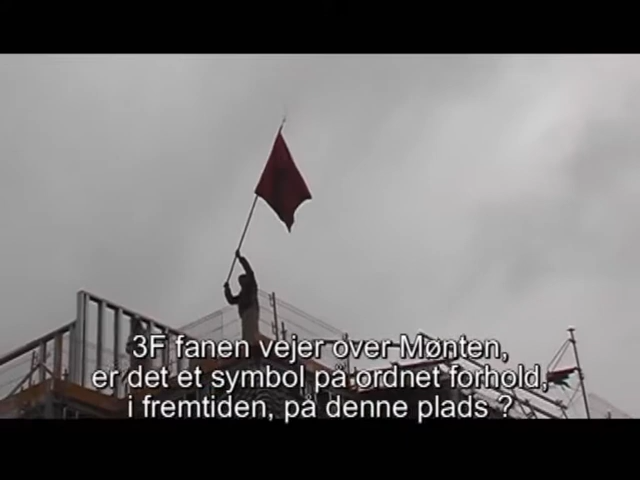 3F fanen vejer over Mønten,
er det et symbol på ordnet forhold,
i fremtiden, på denne plads ?